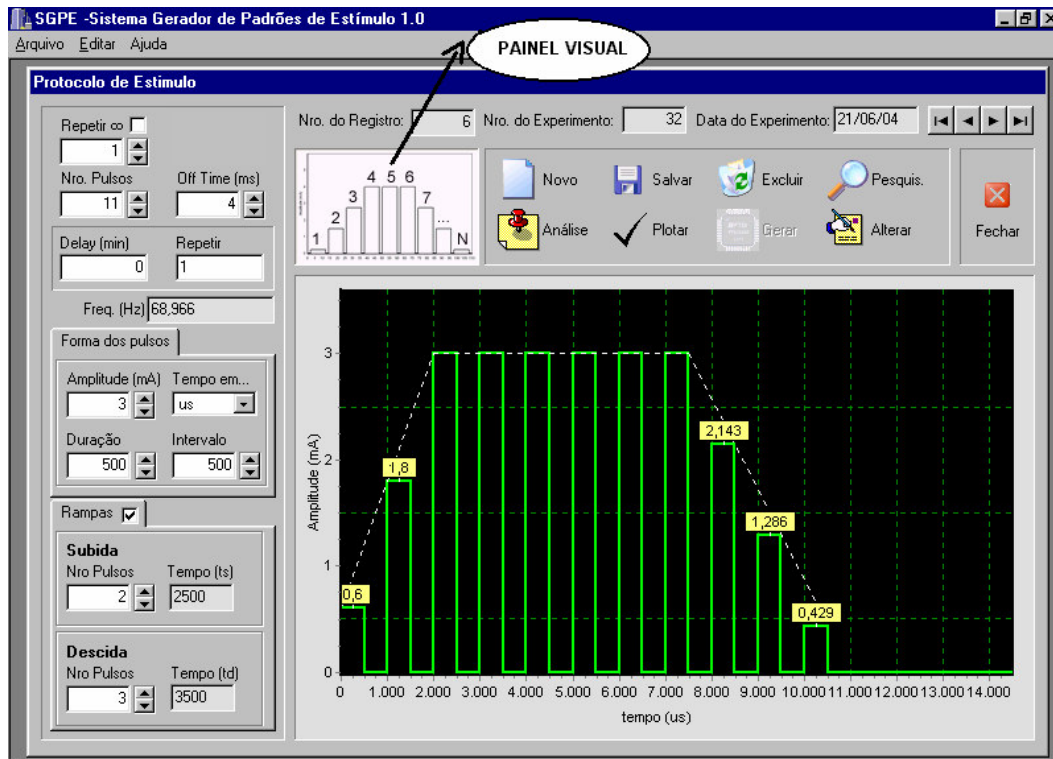 SGPE -Sistema Gerador de Padrões de Estímulo 1.0
Arquivo Editar Ajuda
PAINEL VISUAL
Protocolo de Estimulo
Repetir ∞
1
Nro. Pulsos Off Time (ms)
11 4
Delay (min) Repetir
0 1
Freq. (Hz) 68,966
Forma dos pulsos
Amplitude (mA) Tempo em...
3 us
Duração Intervalo
500 500
Rampas
Subida
Nro Pulsos Tempo (ts)
2 2500
Descida
Nro Pulsos Tempo (td)
3 3500
Nro. do Registro: 6 Nro. do Experimento: 32 Data do Experimento: 21/06/04
1 2 3 4 5 6 7 ... N
Novo Salvar Excluir Pesquis.
Análise Plotar Gerar Alterar
Fechar
Amplitude (mA)
3
2
1
0
0,6
1,8
2,143
1,286
0,429
0 1.000 2.000 3.000 4.000 5.000 6.000 7.000 8.000 9.000 10.000 11.000 12.000 13.000 14.000
tempo (us)